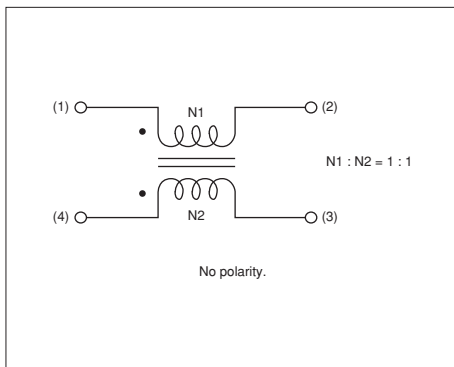 (1)
N1
(2)
N1 : N2 = 1 : 1
(4)
N2
(3)
No polarity.